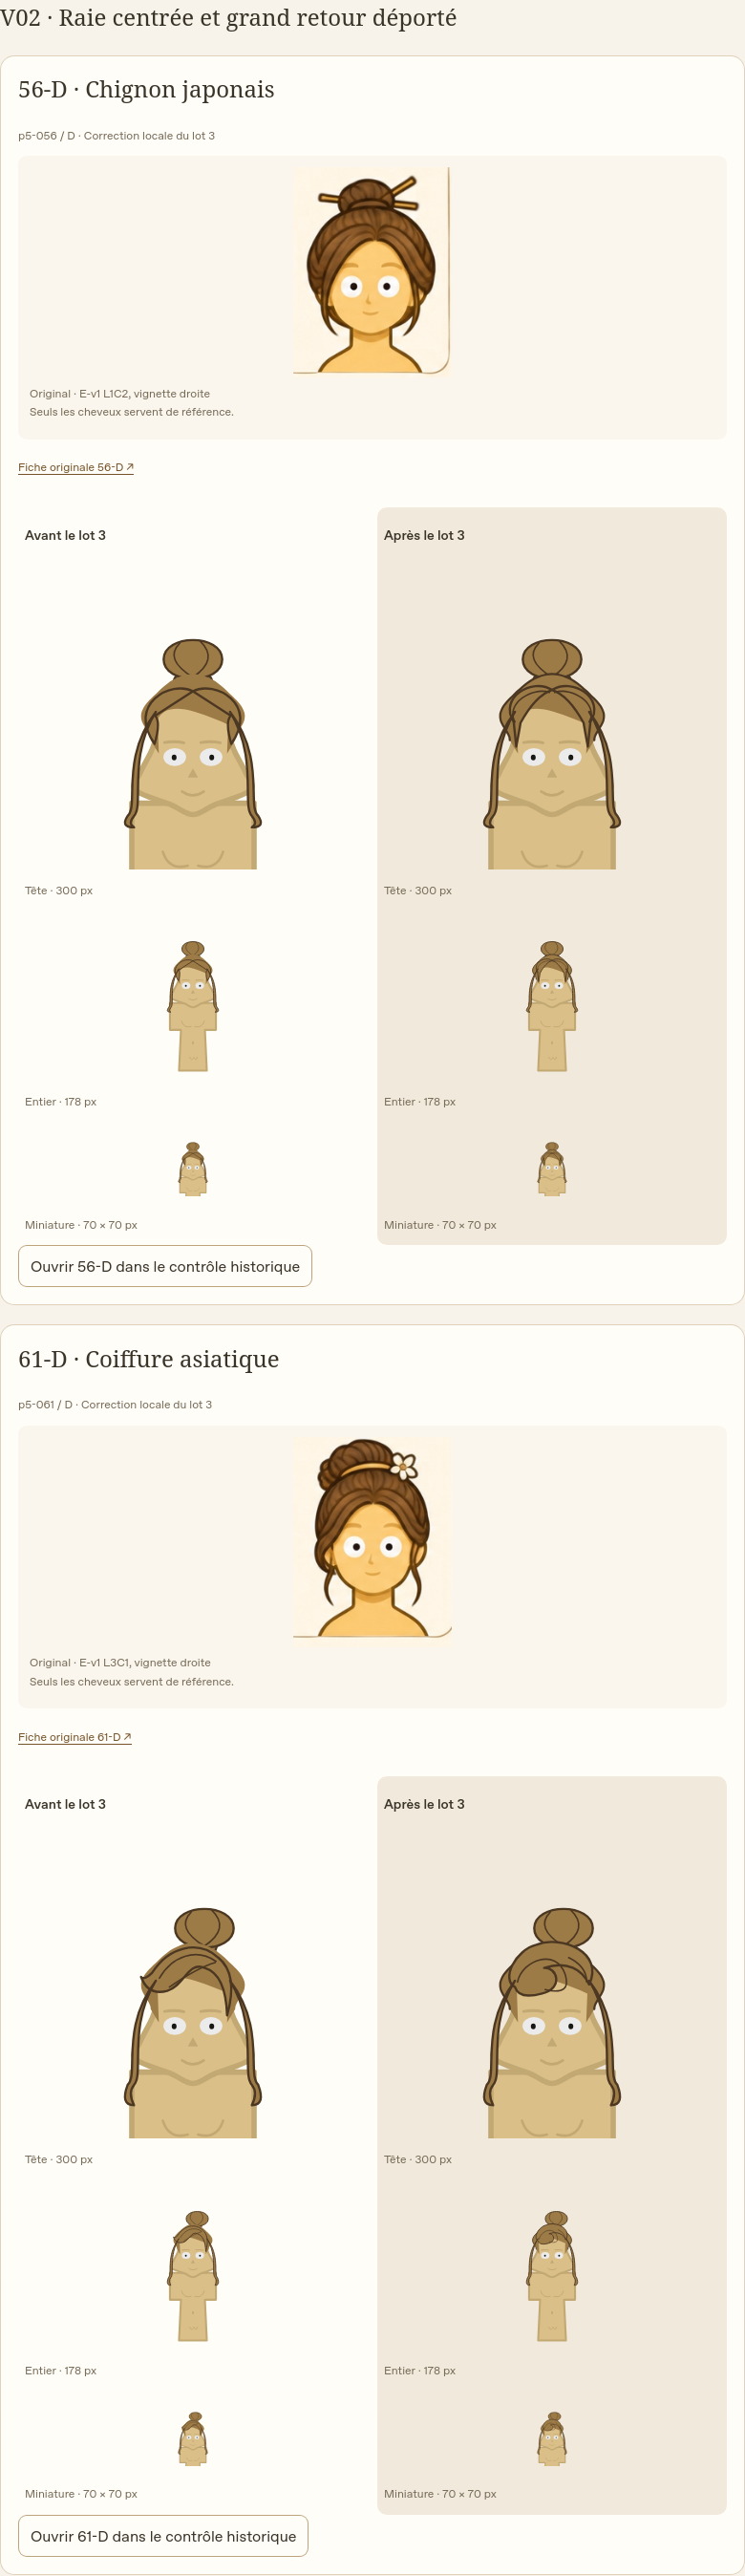 V02 · Raie centrée et grand retour déporté
56-D · Chignon japonais
p5-056 / D · Correction locale du lot 3
Original · E-v1 L1C2, vignette droite
Seuls les cheveux servent de référence.
Fiche originale 56-D ↗
Avant le lot 3
Après le lot 3
Tête · 300 px
Tête · 300 px
Entier · 178 px
Entier · 178 px
Miniature · 70 × 70 px
Miniature · 70 × 70 px
Ouvrir 56-D dans le contrôle historique
61-D · Coiffure asiatique
p5-061 / D · Correction locale du lot 3
Original · E-v1 L3C1, vignette droite
Seuls les cheveux servent de référence.
Fiche originale 61-D ↗
Avant le lot 3
Après le lot 3
Tête · 300 px
Tête · 300 px
Entier · 178 px
Entier · 178 px
Miniature · 70 × 70 px
Miniature · 70 × 70 px
Ouvrir 61-D dans le contrôle historique